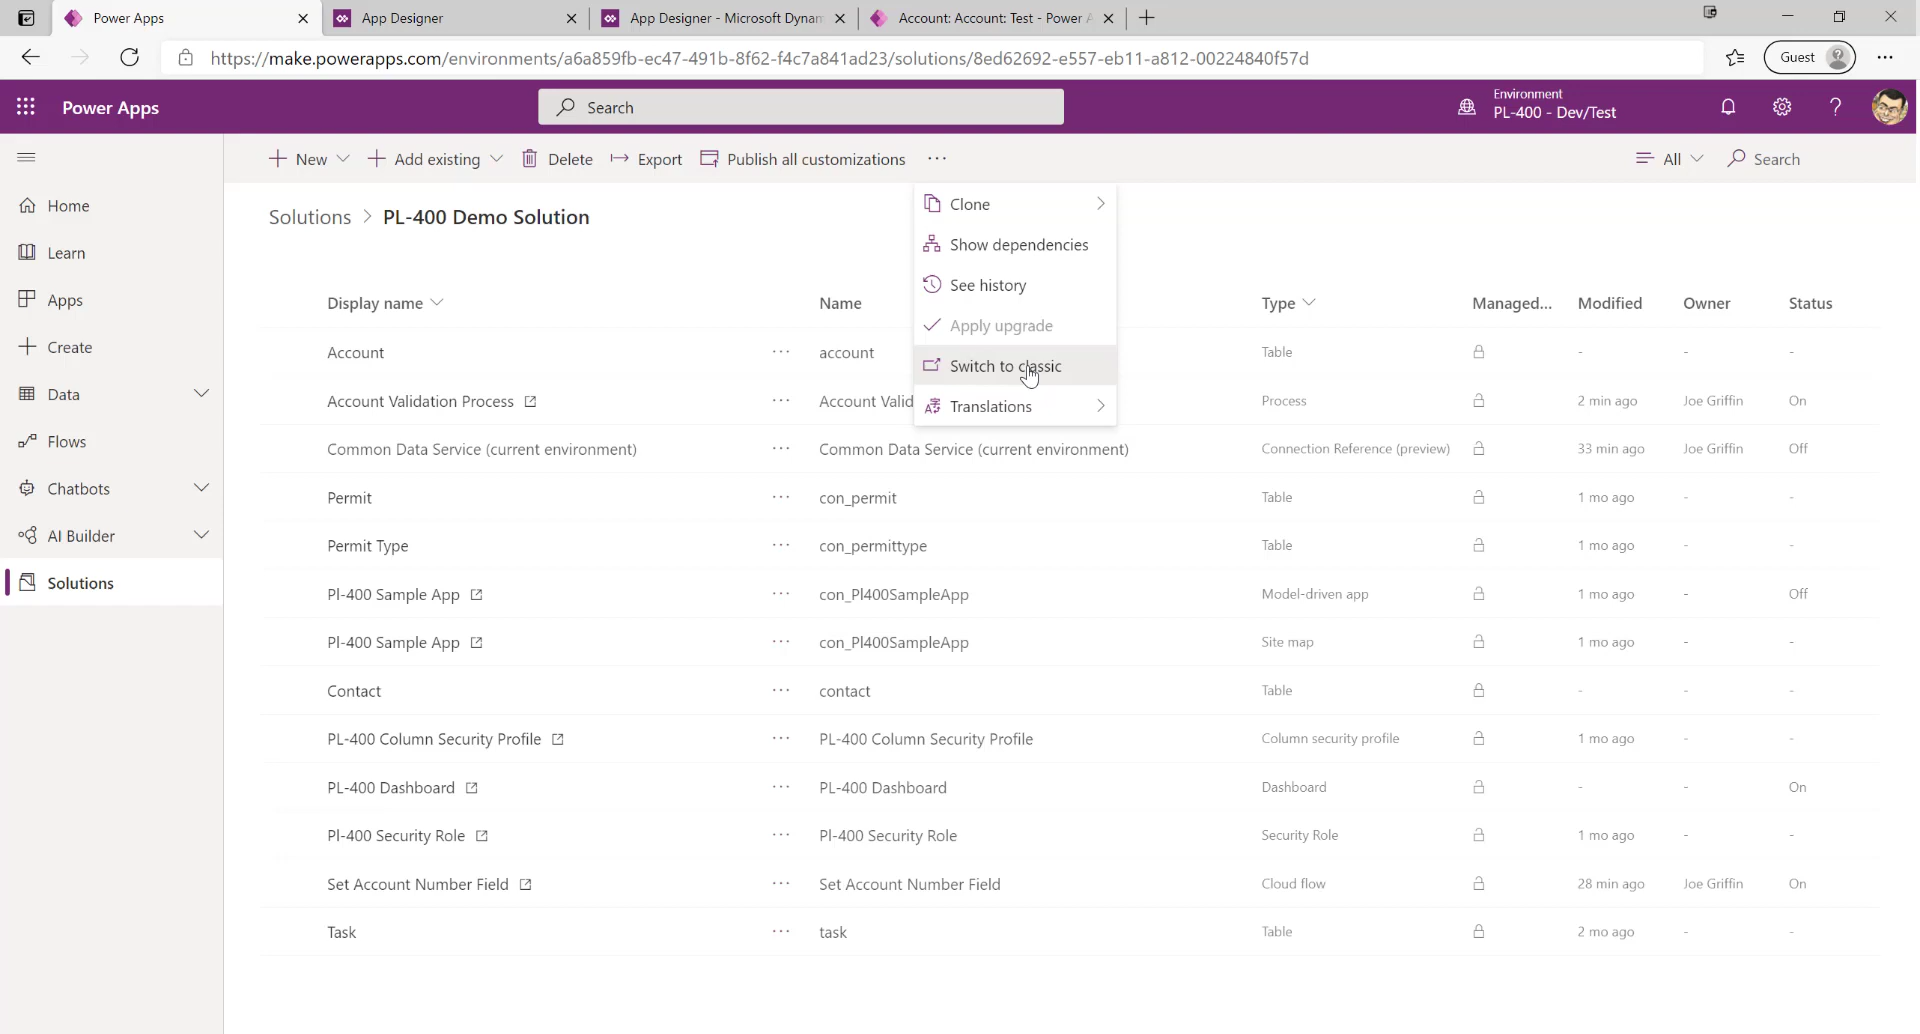 Power Apps
App Designer
App Designer - Microsoft Dynam
Account: Account: Test - Power A
https://make.powerapps.com/environments/a6a859fb-ec47-491b-8f62-f4c7a841ad23/solutions/8ed62692-e557-eb11-a812-00224840f57d
Guest
Power Apps
Search
Environment
PL-400 - Dev/Test
New
Add existing
Delete
Export
Publish all customizations
All
Search
Home
Learn
Apps
Create
Data
Flows
Chatbots
AI Builder
Solutions
Solutions > PL-400 Demo Solution
Clone
Show dependencies
See history
Apply upgrade
Switch to classic
Translations
Display name Name Type Managed... Modified Owner Status
Account ... account Table - - -
Account Validation Process ... Account Valid Process 2 min ago Joe Griffin On
Common Data Service (current environment) ... Common Data Service (current environment) Connection Reference (preview) 33 min ago Joe Griffin Off
Permit ... con_permit Table 1 mo ago - -
Permit Type ... con_permittype Table 1 mo ago - -
Pl-400 Sample App ... con_Pl400SampleApp Model-driven app 1 mo ago - Off
Pl-400 Sample App ... con_Pl400SampleApp Site map 1 mo ago - -
Contact ... contact Table - - -
PL-400 Column Security Profile ... PL-400 Column Security Profile Column security profile 1 mo ago - -
PL-400 Dashboard ... PL-400 Dashboard Dashboard - - On
Pl-400 Security Role ... Pl-400 Security Role Security Role 1 mo ago - -
Set Account Number Field ... Set Account Number Field Cloud flow 28 min ago Joe Griffin On
Task ... task Table 2 mo ago - -